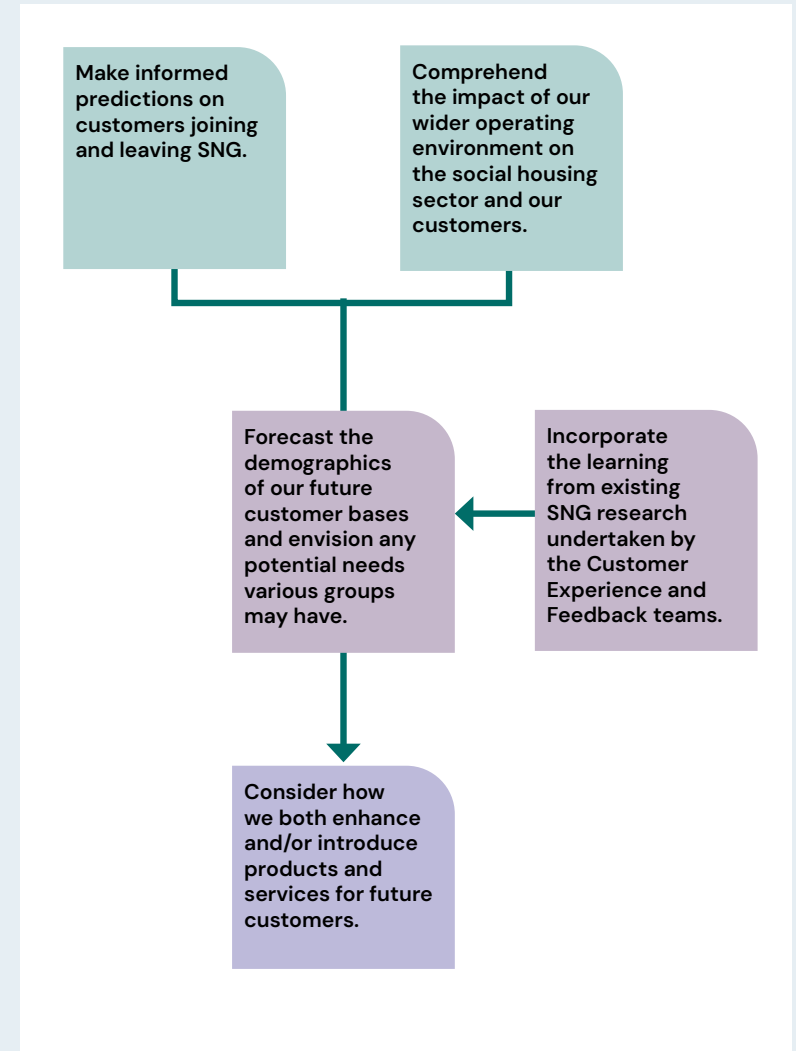 Make informed
predictions on
customers joining
and leaving SNG.
Comprehend
the impact of our
wider operating
environment on
the social housing
sector and our
customers.
Forecast the
demographics
of our future
customer bases
and envision any
potential needs
various groups
may have.
Incorporate
the learning
from existing
SNG research
undertaken by
the Customer
Experience and
Feedback teams.
Consider how
we both enhance
and/or introduce
products and
services for future
customers.